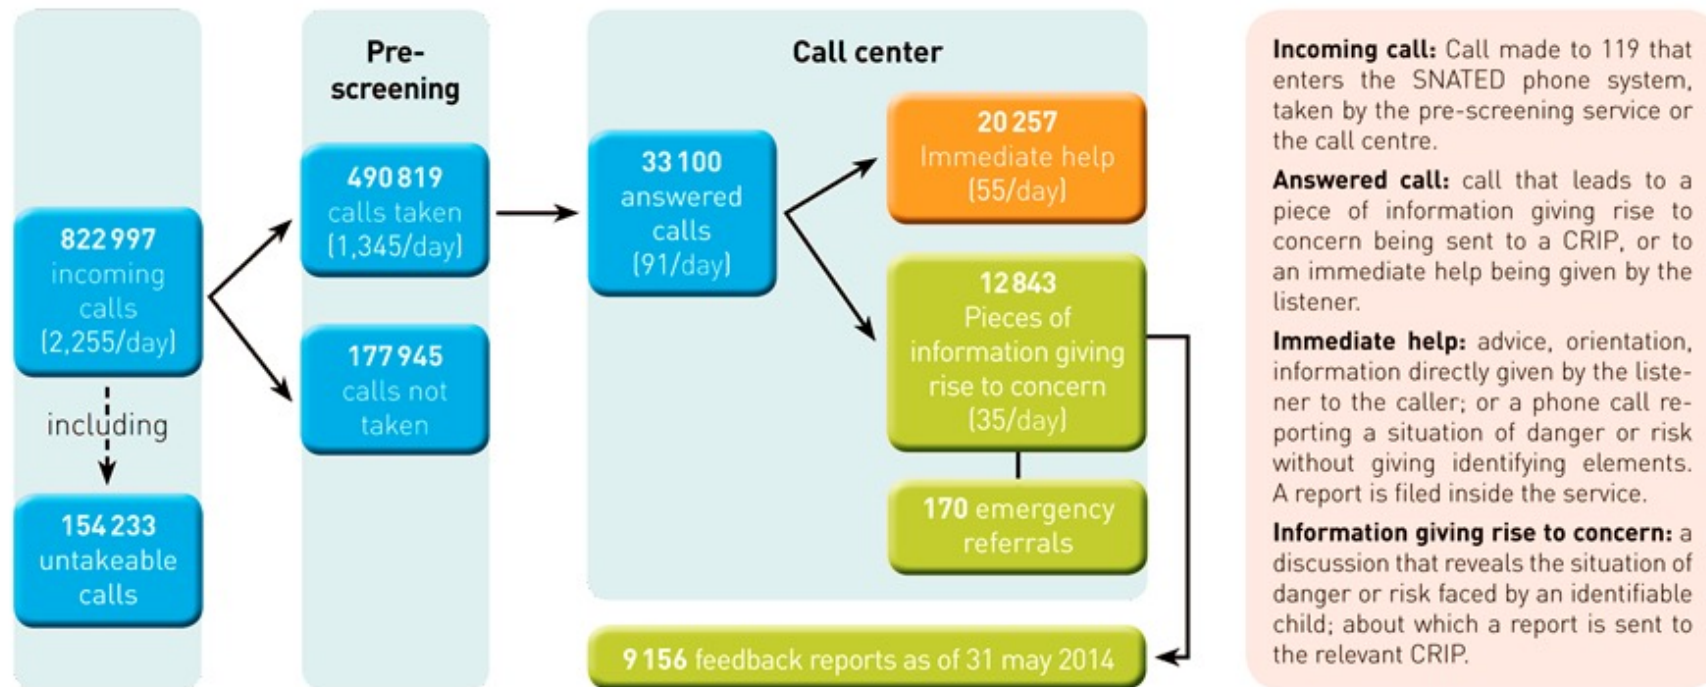 822 997
incoming
calls
(2,255/day)
including
154 233
untakeable
calls
Pre-
screening
490 819
calls taken
(1,345/day)
177 945
calls not
taken
Call center
33 100
answered
calls
(91/day)
20 257
Immediate help
(55/day)
12 843
Pieces of
information giving
rise to concern
(35/day)
170 emergency
referrals
9 156 feedback reports as of 31 may 2014
Incoming call: Call made to 119 that
enters the SNATED phone system,
taken by the pre-screening service or
the call centre.
Answered call: call that leads to a
piece of information giving rise to
concern being sent to a CRIP, or to
an immediate help being given by the
listener.
Immediate help: advice, orientation,
information directly given by the liste-
ner to the caller; or a phone call re-
porting a situation of danger or risk
without giving identifying elements.
A report is filed inside the service.
Information giving rise to concern: a
discussion that reveals the situation of
danger or risk faced by an identifiable
child; about which a report is sent to
the relevant CRIP.